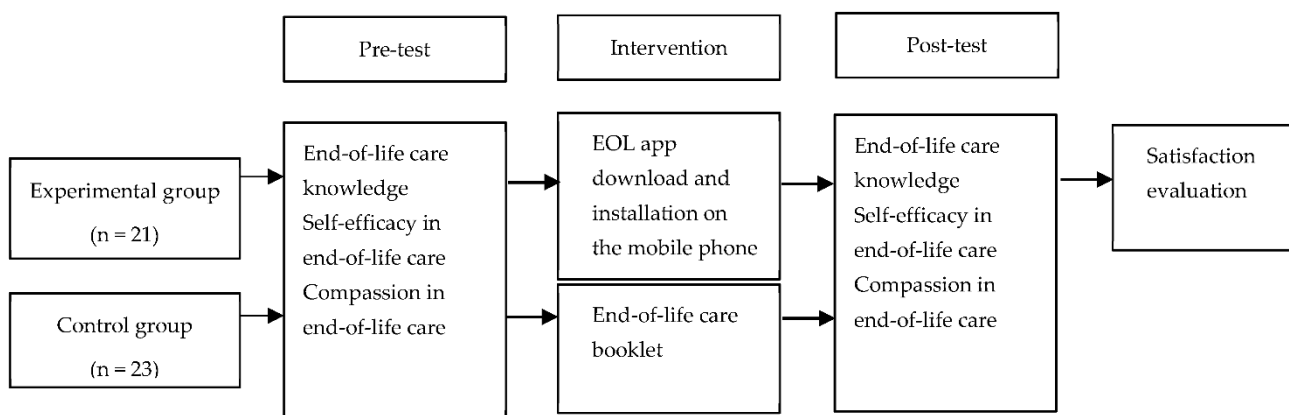 Pre-test
Intervention
Post-test
Experimental group
(n = 21)
Control group
(n = 23)
End-of-life care
knowledge
Self-efficacy in
end-of-life care
Compassion in
end-of-life care
EOL app
download and
installation on
the mobile phone
End-of-life care
booklet
End-of-life care
knowledge
Self-efficacy in
end-of-life care
Compassion in
end-of-life care
Satisfaction
evaluation